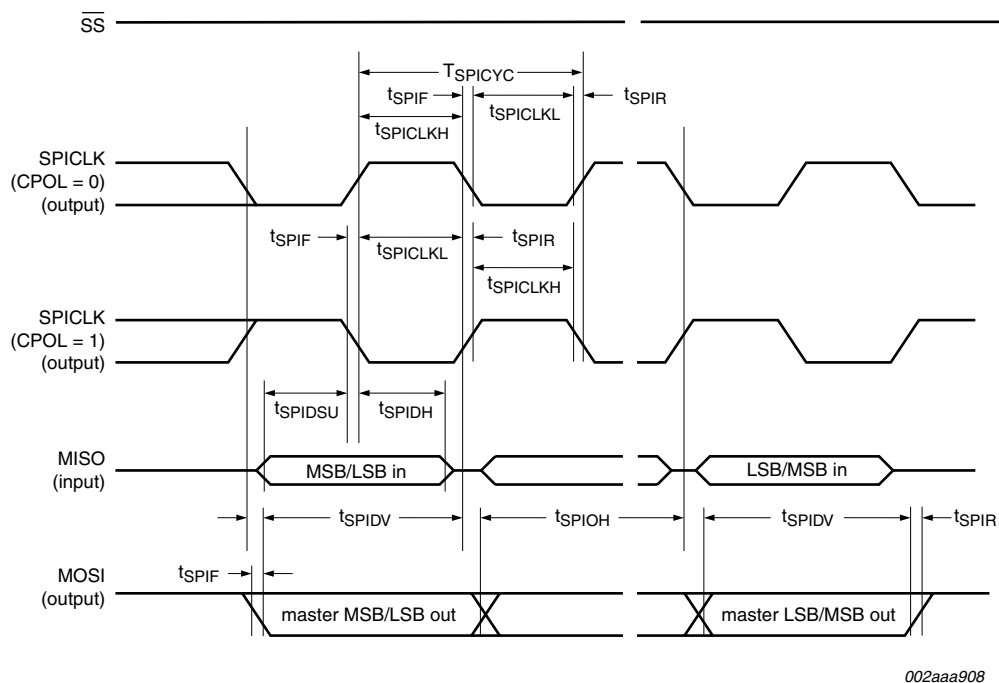 SS
TSPICYC
tSPIF
tSPICLKL
tSPIR
tSPICLKH
SPICLK
(CPOL = 0)
(output)
tSPIF
tSPICLKL
tSPIR
tSPICLKH
SPICLK
(CPOL = 1)
(output)
tSPIDSU
tSPIDH
MISO
(input)
MSB/LSB in
LSB/MSB in
tSPIDV
tSPIOH
tSPIDV
tSPIR
tSPIF
MOSI
(output)
master MSB/LSB out
master LSB/MSB out
002aaa908